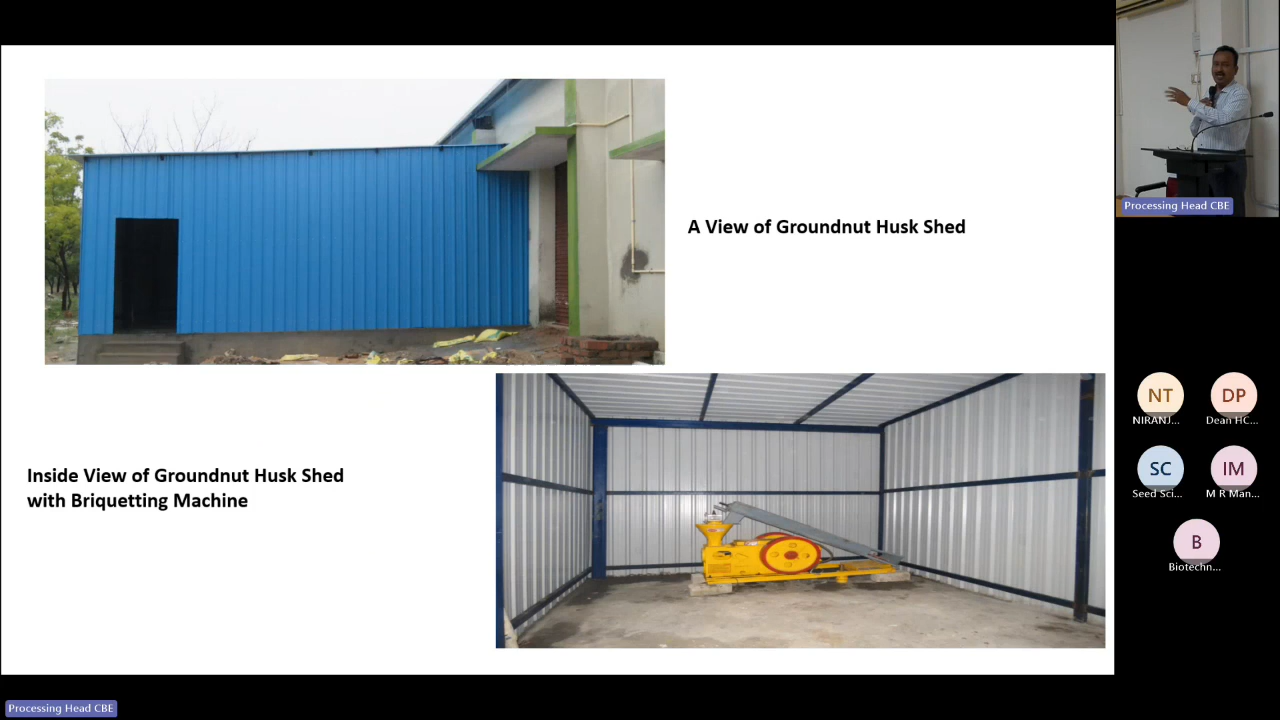 A View of Groundnut Husk Shed
Inside View of Groundnut Husk Shed
with Briquetting Machine
Processing Head CBE
NT
NIRANJ...
DP
Dean HC...
SC
Seed Sci...
IM
M R Man...
B
Biotechn...
Processing Head CBE